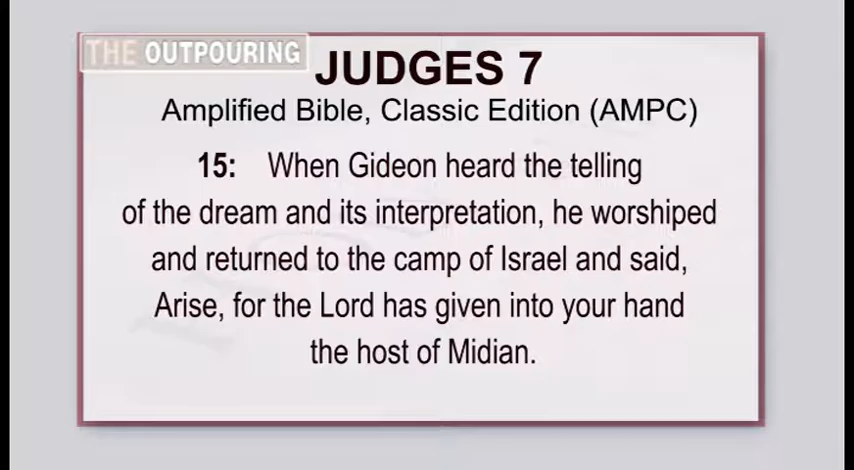 THE OUTPOURING
JUDGES 7
Amplified Bible, Classic Edition (AMPC)
15: When Gideon heard the telling
of the dream and its interpretation, he worshiped
and returned to the camp of Israel and said,
Arise, for the Lord has given into your hand
the host of Midian.